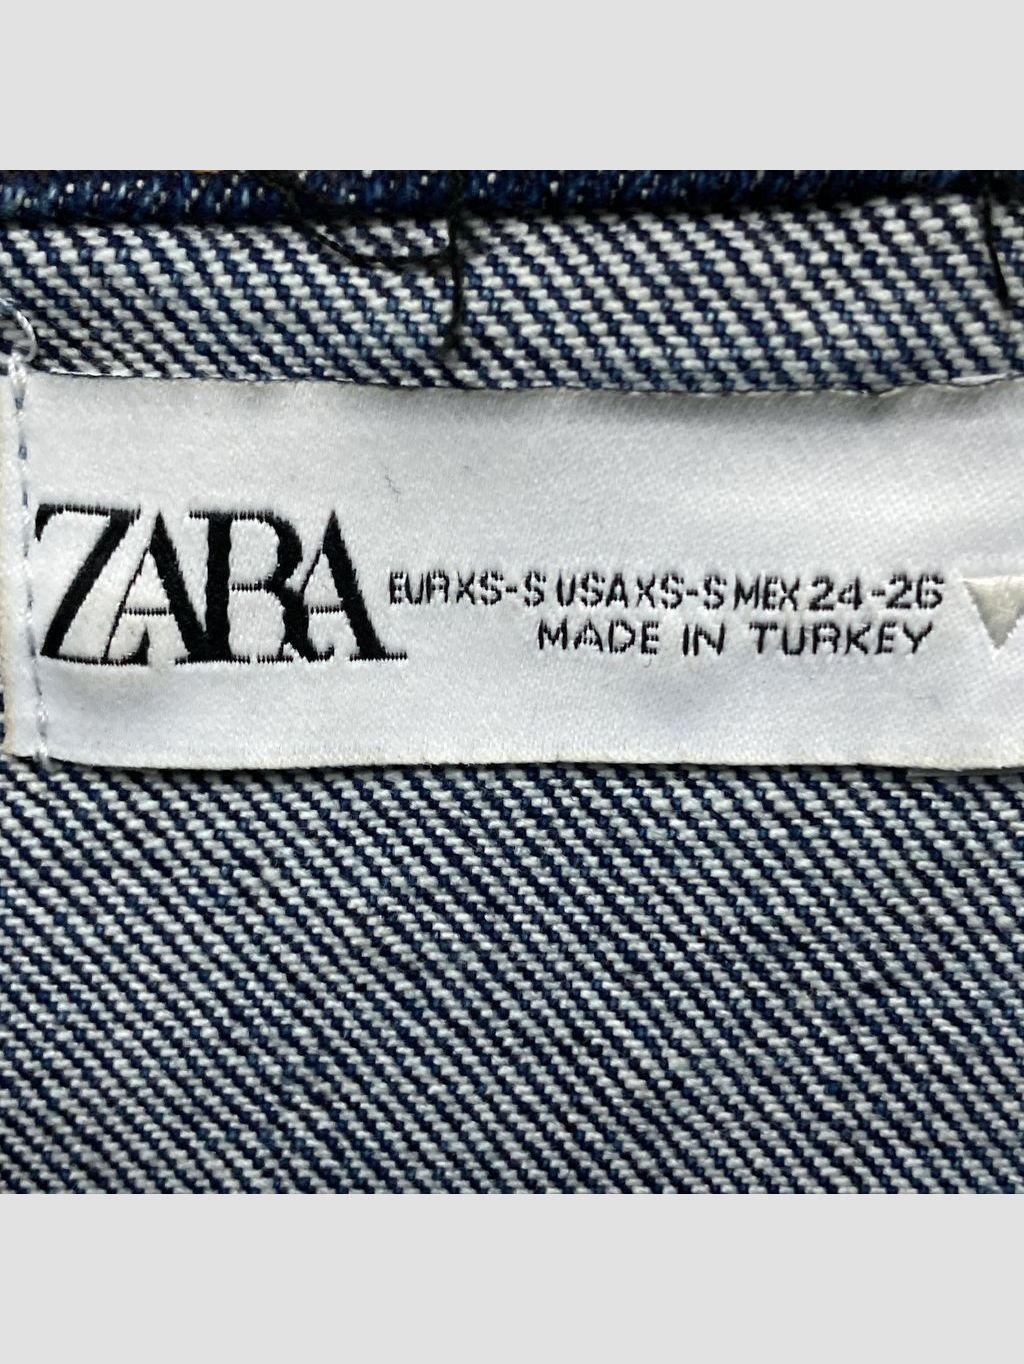 ZARA
EUR XS-S USA XS-S MEX 24-26
MADE IN TURKEY